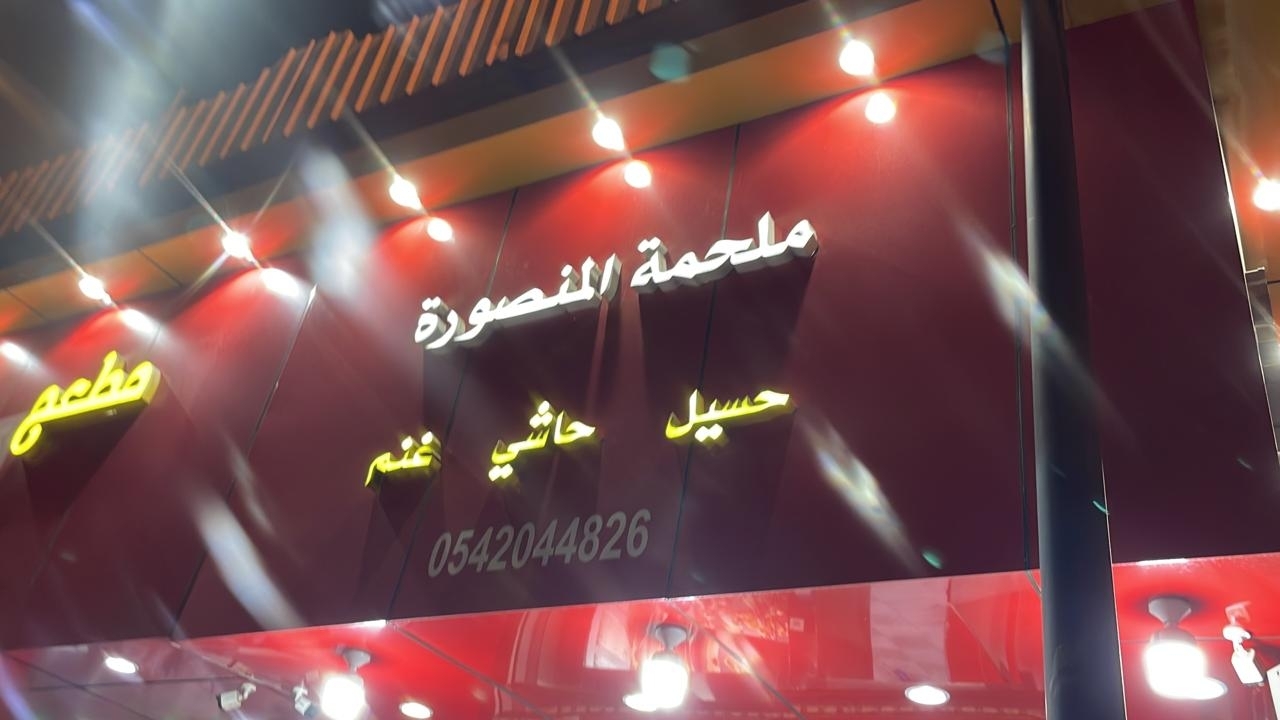 ملحمة المنصورة
حسيل حاشي غنم
0542044826
مطعم